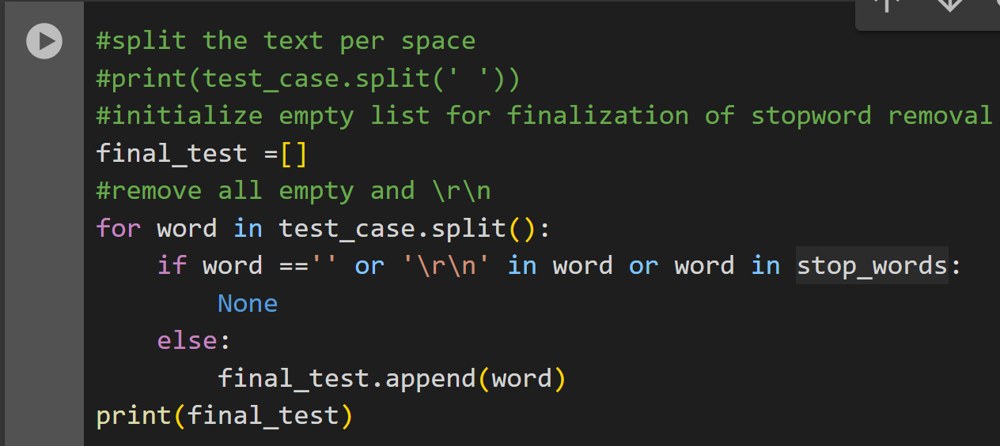 #split the text per space
#print(test_case.split(' '))
#initialize empty list for finalization of stopword removal
final_test =[]
#remove all empty and \r\n
for word in test_case.split():
    if word =='' or '\r\n' in word or word in stop_words:
        None
    else:
        final_test.append(word)
print(final_test)